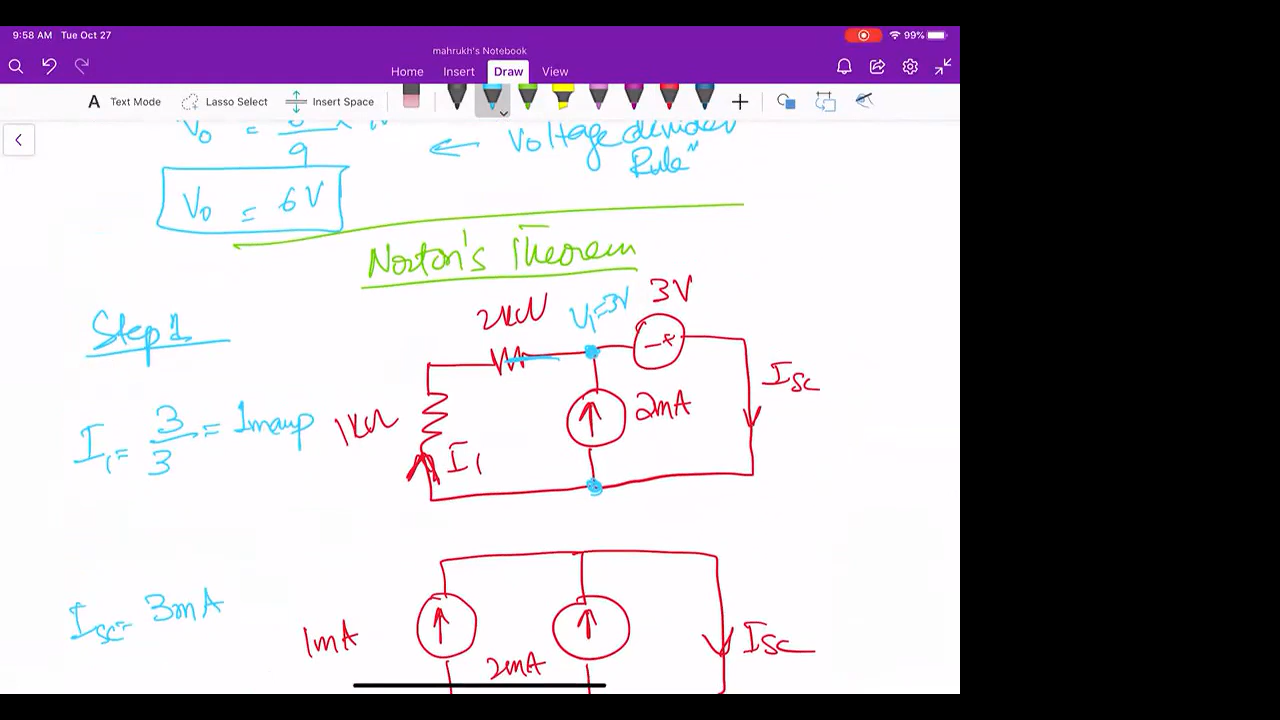 9:58 AM Tue Oct 27
99%
mahrukh's Notebook
Home Insert Draw View
Text Mode Lasso Select Insert Space
V₀ =
9
← Voltage divider
Rule"
V₀ = 6V
Norton's Theorem
Step 1
2kΩ
V₁=3V
3V
- +
I₁ = 3/3 = 1mamp
1kΩ
I₁
2mA
Isc
Isc = 3mA
1mA
2mA
Isc